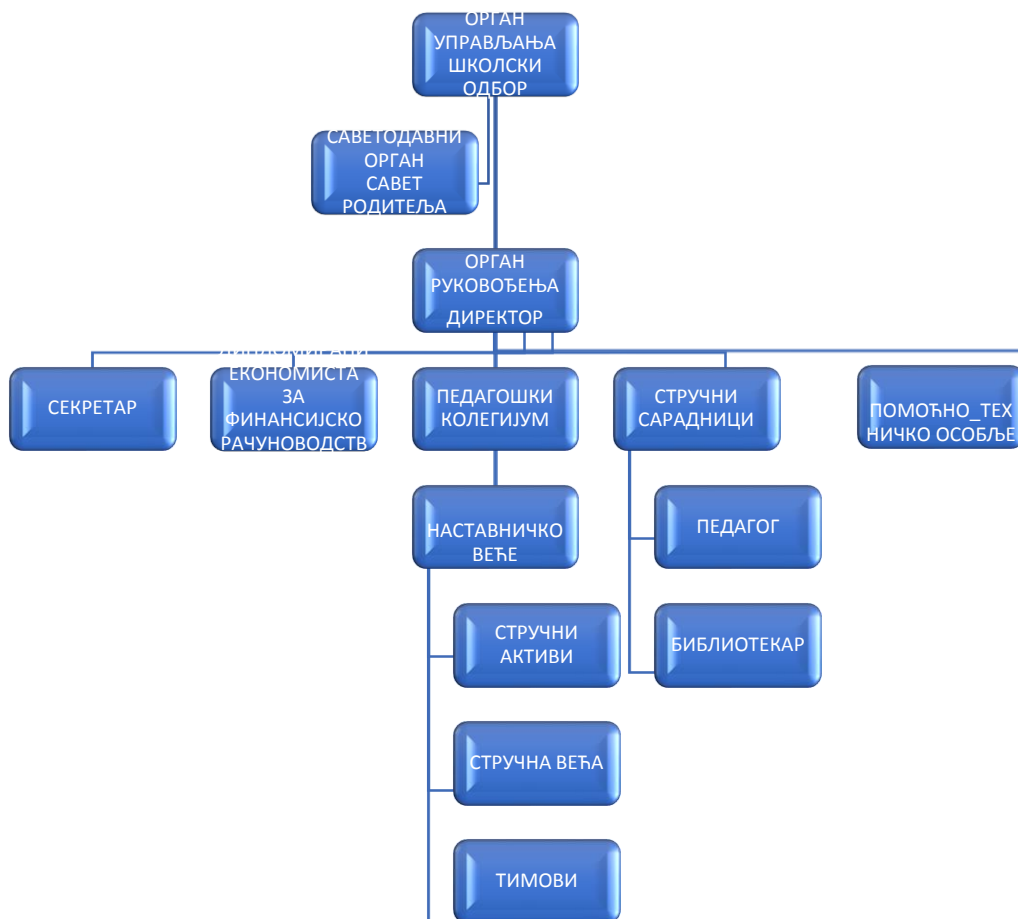 ОРГАН
УПРАВЉАЊА
ШКОЛСКИ
ОДБОР
САВЕТОДАВНИ
ОРГАН
САВЕТ
РОДИТЕЉА
ОРГАН
РУКОВОЂЕЊА
ДИРЕКТОР
СЕКРЕТАР
ЕКОНОМИСТА
ЗА
ФИНАНСИЈСКО
РАЧУНОВОДСТВ
ПЕДАГОШКИ
КОЛЕГИЈУМ
СТРУЧНИ
САРАДНИЦИ
ПОМОЋНО_ТЕХ
НИЧКО ОСОБЉЕ
НАСТАВНИЧКО
ВЕЋЕ
ПЕДАГОГ
СТРУЧНИ
АКТИВИ
БИБЛИОТЕКАР
СТРУЧНА ВЕЋА
ТИМОВИ